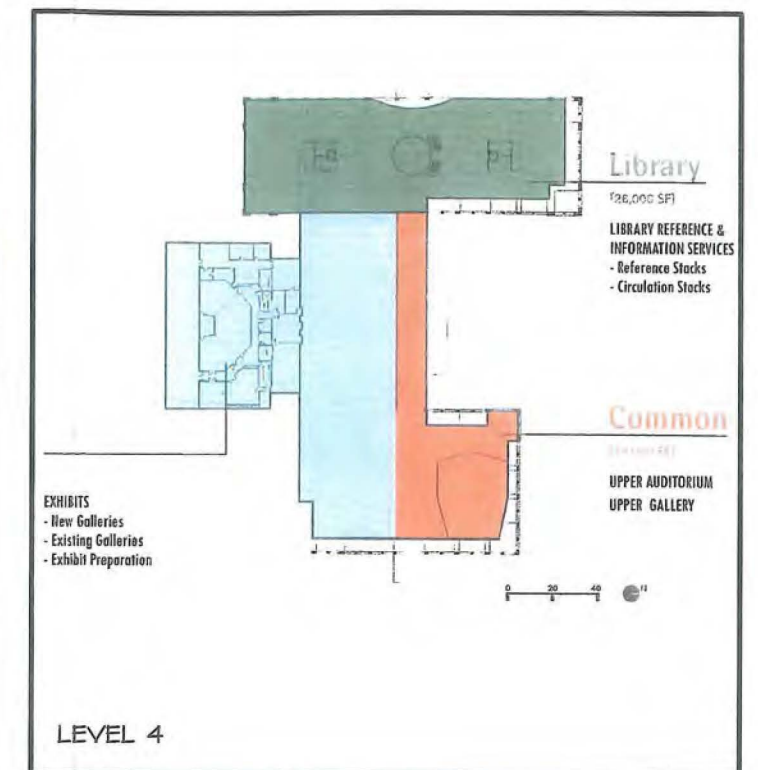 Library
(26,000 SF)
LIBRARY REFERENCE &
INFORMATION SERVICES
- Reference Stacks
- Circulation Stacks
Common
UPPER AUDITORIUM
UPPER GALLERY
EXHIBITS
- New Galleries
- Existing Galleries
- Exhibit Preparation
0 20 40
LEVEL 4